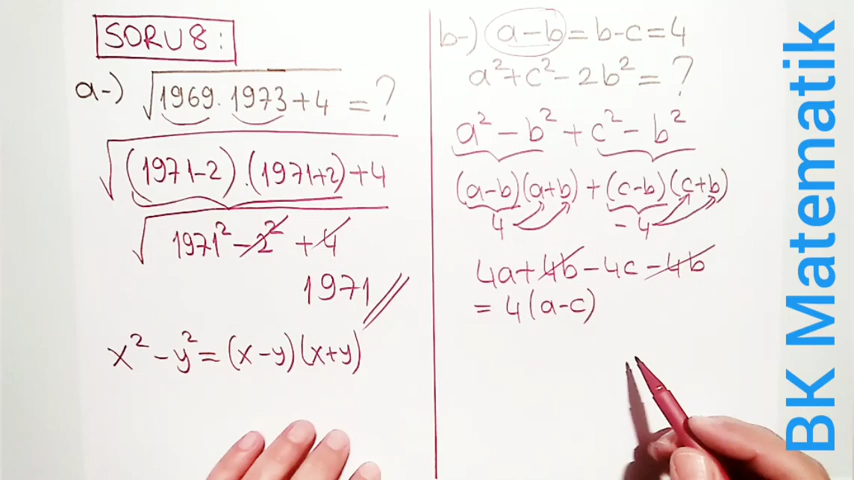 SORU 8:
a-) √1969.1973+4 = ?
√(1971-2).(1971+2)+4
√1971²-2²+4
1971//
x²-y²=(x-y)(x+y)
b-) a-b=b-c=4
a²+c²-2b²=?
a²-b²+c²-b²
(a-b)(a+b)+(c-b)(c+b)
4 -4
4a+4b-4c-4b
= 4(a-c)
BK Matematik